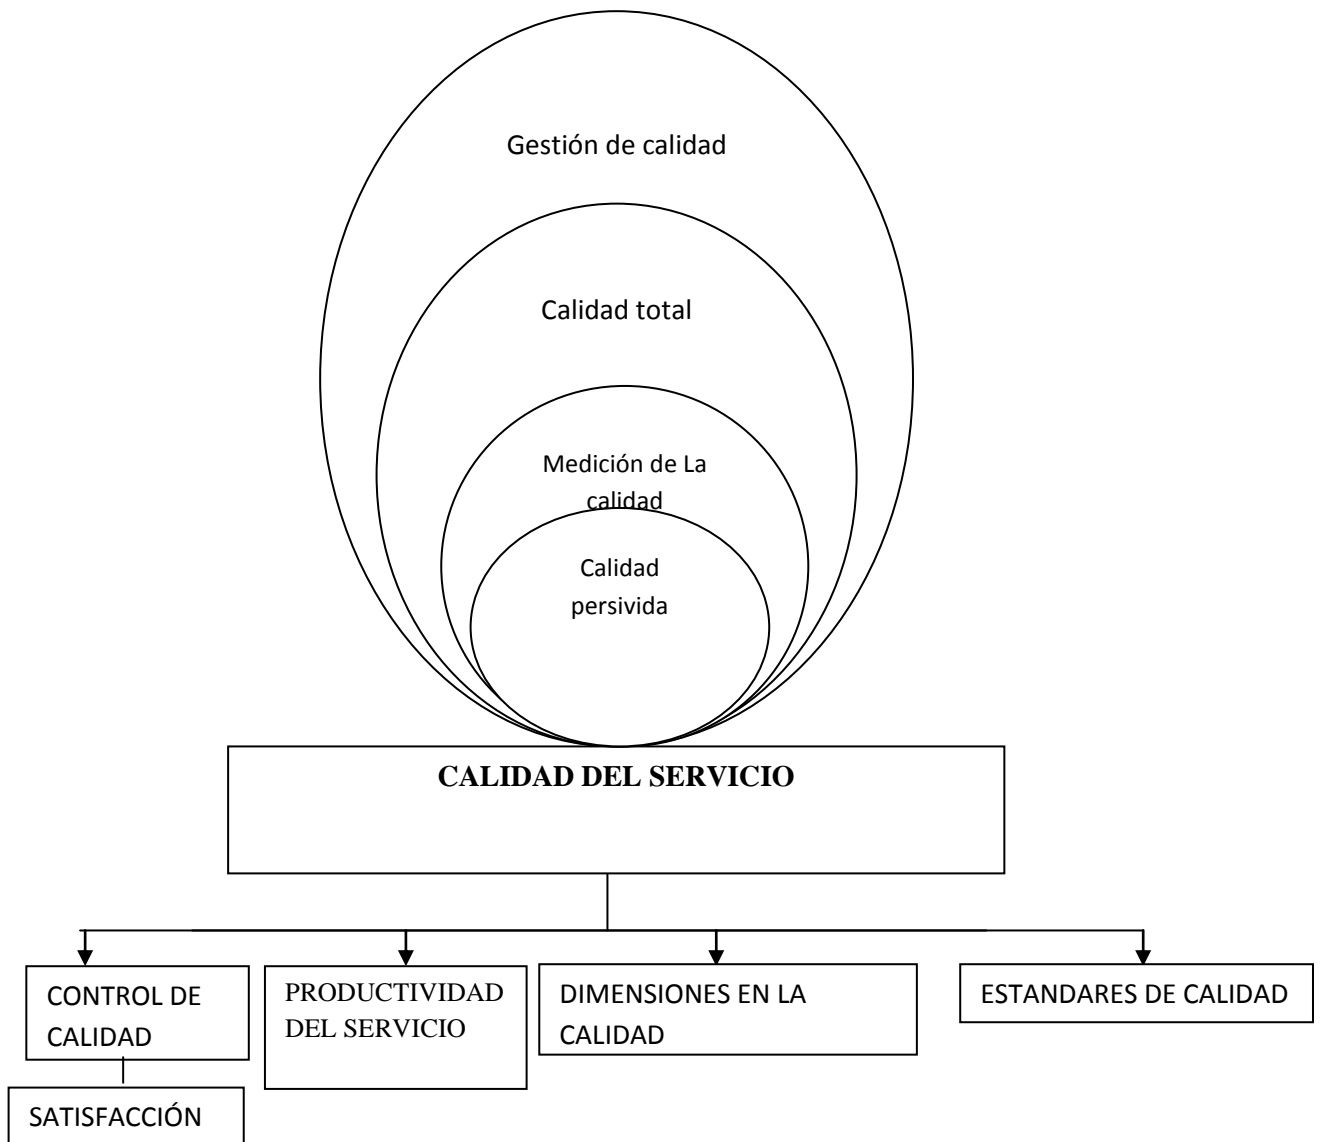 Gestión de calidad
Calidad total
Medición de La
calidad
Calidad
persivida
CALIDAD DEL SERVICIO
CONTROL DE
CALIDAD
PRODUCTIVIDAD
DEL SERVICIO
DIMENSIONES EN LA
CALIDAD
ESTANDARES DE CALIDAD
SATISFACCIÓN